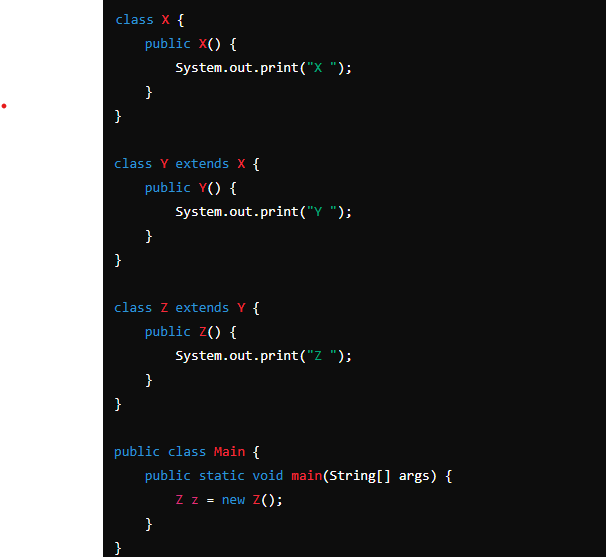 class X {
    public X() {
        System.out.print("X ");
    }
}

class Y extends X {
    public Y() {
        System.out.print("Y ");
    }
}

class Z extends Y {
    public Z() {
        System.out.print("Z ");
    }
}

public class Main {
    public static void main(String[] args) {
        Z z = new Z();
    }
}